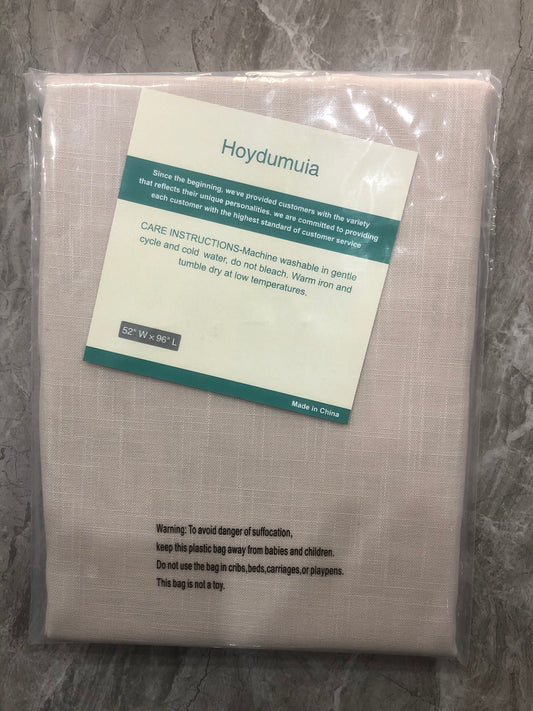 Hoydumuia
Since the beginning, we've provided customers with the variety
that reflects their unique personalities. we are committed to providing
each customer with the highest standard of customer service
CARE INSTRUCTIONS-Machine washable in gentle
cycle and cold water, do not bleach. Warm iron and
tumble dry at low temperatures.
52" W × 96" L
Made in China
Warning: To avoid danger of suffocation,
keep this plastic bag away from babies and children.
Do not use the bag in cribs,beds,carriages,or playpens.
This bag is not a toy.